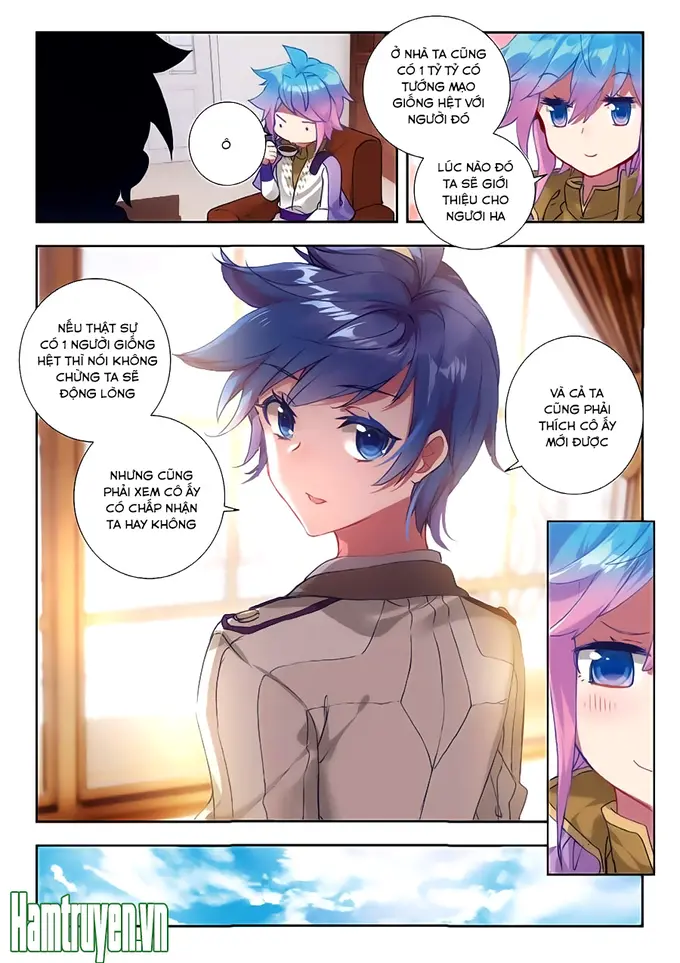 Ở NHÀ TA CŨNG
CÓ 1 TỶ TỶ CÓ
TƯỚNG MẠO
GIỐNG HỆT VỚI
NGƯỜI ĐÓ
Ô
LÚC NÀO ĐÓ
TA SẼ GIỚI
THIỆU CHO
NGƯƠI HA
NẾU THẬT SỰ
CÓ 1 NGƯỜI GIỐNG
HỆT THÌ NÓI KHÔNG
CHỪNG TA SẼ
ĐỘNG LÒNG
NHƯNG CŨNG
PHẢI XEM CÔ ẤY
CÓ CHẤP NHẬN
TA HAY KHÔNG
VÀ CẢ TA
CŨNG PHẢI
THÍCH CÔ ẤY
MỚI ĐƯỢC
Hamtruyen.vn